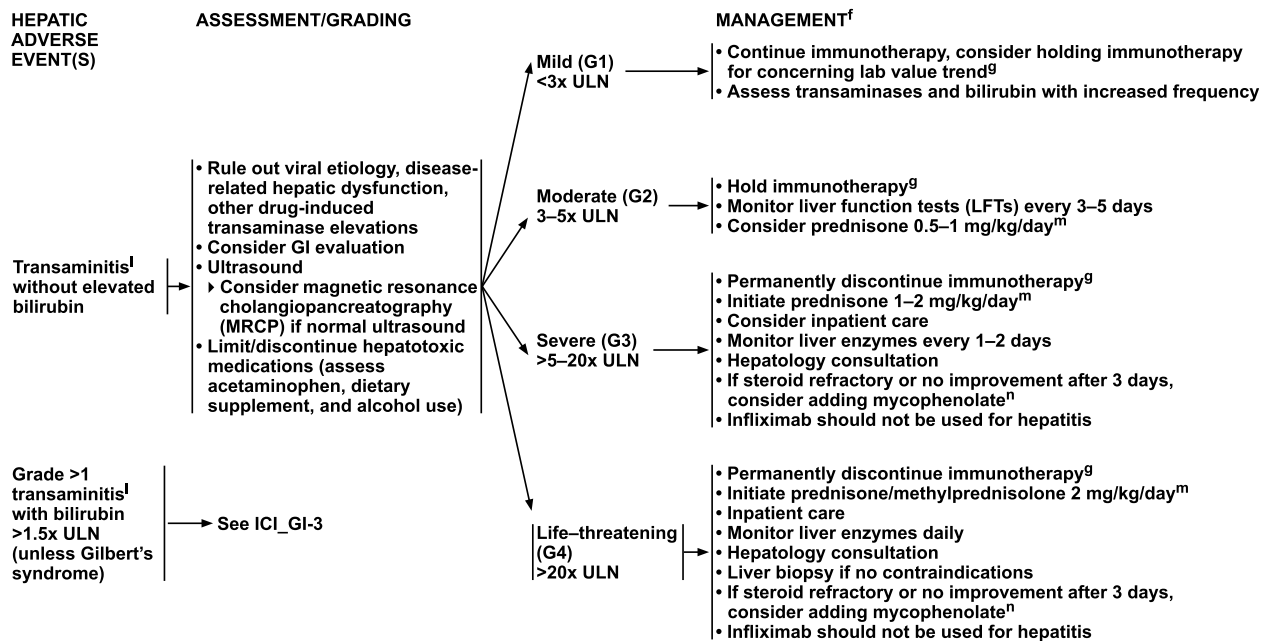 HEPATIC
ADVERSE
EVENT(S)
ASSESSMENT/GRADING
MANAGEMENTᶠ
Transaminitisˡ
without elevated
bilirubin
• Rule out viral etiology, disease-
related hepatic dysfunction,
other drug-induced
transaminase elevations
• Consider GI evaluation
• Ultrasound
‣ Consider magnetic resonance
cholangiopancreatography
(MRCP) if normal ultrasound
• Limit/discontinue hepatotoxic
medications (assess
acetaminophen, dietary
supplement, and alcohol use)
Mild (G1)
<3x ULN
• Continue immunotherapy, consider holding immunotherapy
for concerning lab value trendᵍ
• Assess transaminases and bilirubin with increased frequency
Moderate (G2)
3–5x ULN
• Hold immunotherapyᵍ
• Monitor liver function tests (LFTs) every 3–5 days
• Consider prednisone 0.5–1 mg/kg/dayᵐ
Severe (G3)
>5–20x ULN
• Permanently discontinue immunotherapyᵍ
• Initiate prednisone 1–2 mg/kg/dayᵐ
• Consider inpatient care
• Monitor liver enzymes every 1–2 days
• Hepatology consultation
• If steroid refractory or no improvement after 3 days,
consider adding mycophenolateⁿ
• Infliximab should not be used for hepatitis
Life–threatening
(G4)
>20x ULN
• Permanently discontinue immunotherapyᵍ
• Initiate prednisone/methylprednisolone 2 mg/kg/dayᵐ
• Inpatient care
• Monitor liver enzymes daily
• Hepatology consultation
• Liver biopsy if no contraindications
• If steroid refractory or no improvement after 3 days,
consider adding mycophenolateⁿ
• Infliximab should not be used for hepatitis
Grade >1
transaminitisˡ
with bilirubin
>1.5x ULN
(unless Gilbert’s
syndrome)
See ICI_GI-3